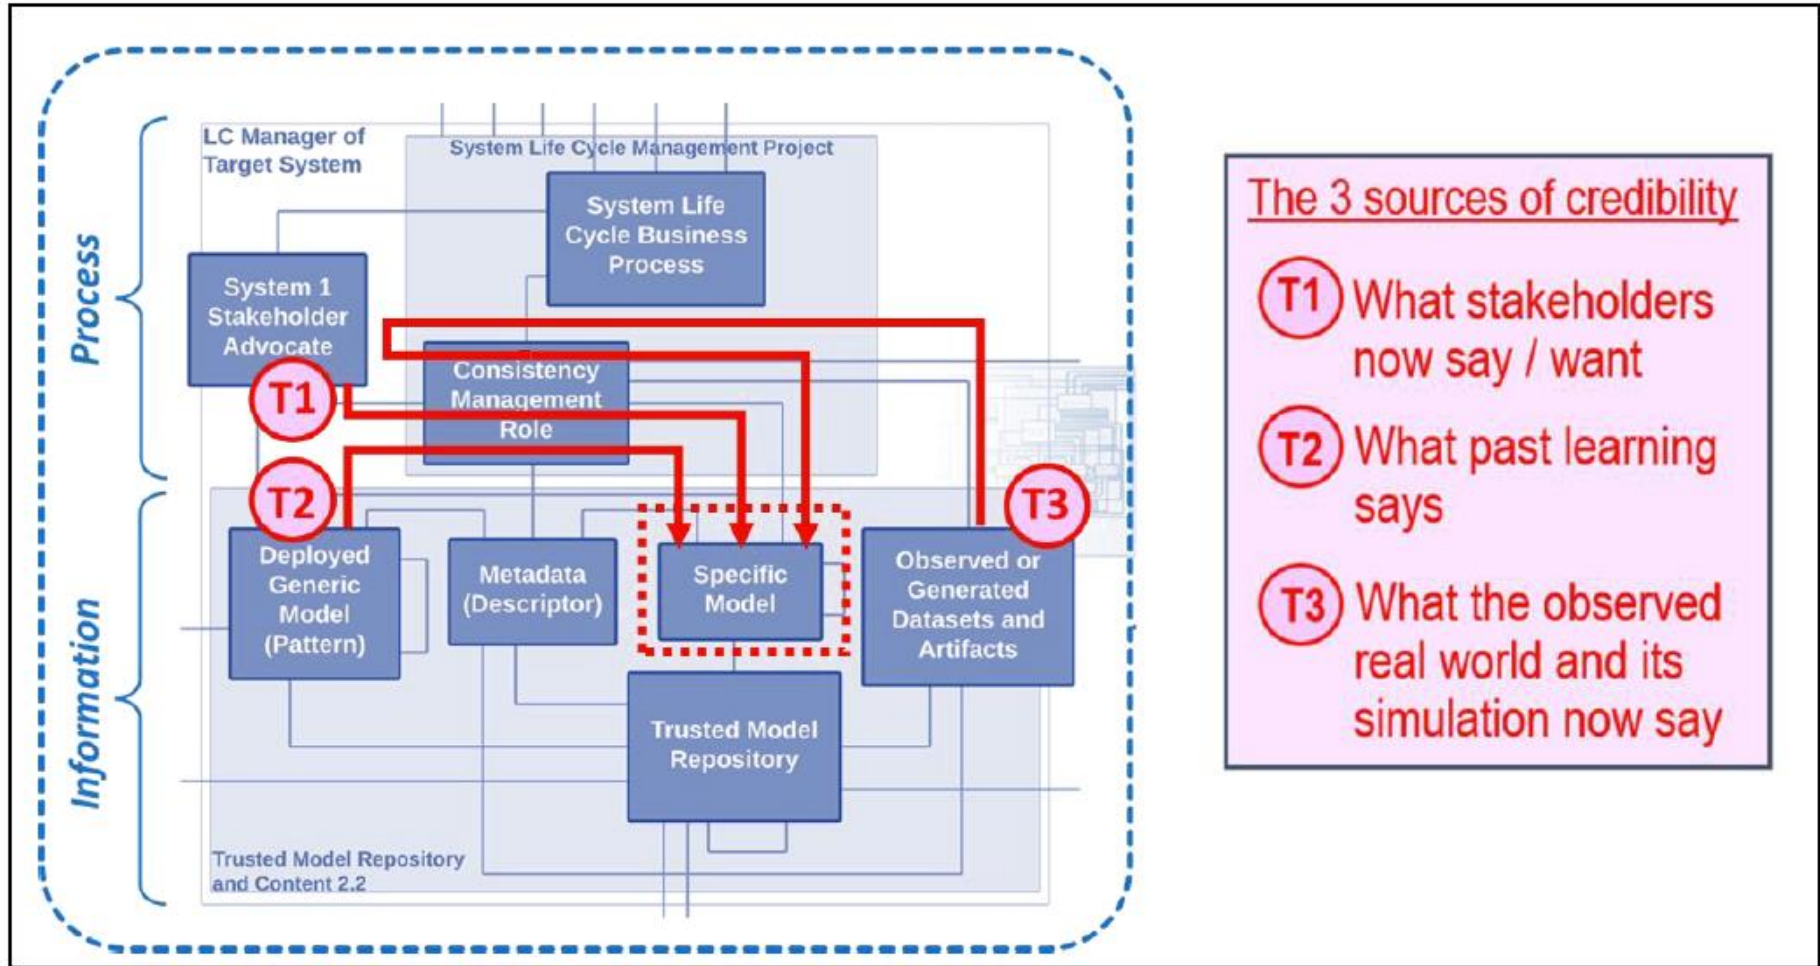 LC Manager of
Target System
System Life Cycle Management Project
System Life
Cycle Business
Process
Process
System 1
Stakeholder
Advocate
Consistency
Management
Role
T1
T2
T3
Deployed
Generic
Model
(Pattern)
Metadata
(Descriptor)
Specific
Model
Observed or
Generated
Datasets and
Artifacts
Information
Trusted Model
Repository
Trusted Model Repository
and Content 2.2
The 3 sources of credibility
T1 What stakeholders
now say / want
T2 What past learning
says
T3 What the observed
real world and its
simulation now say